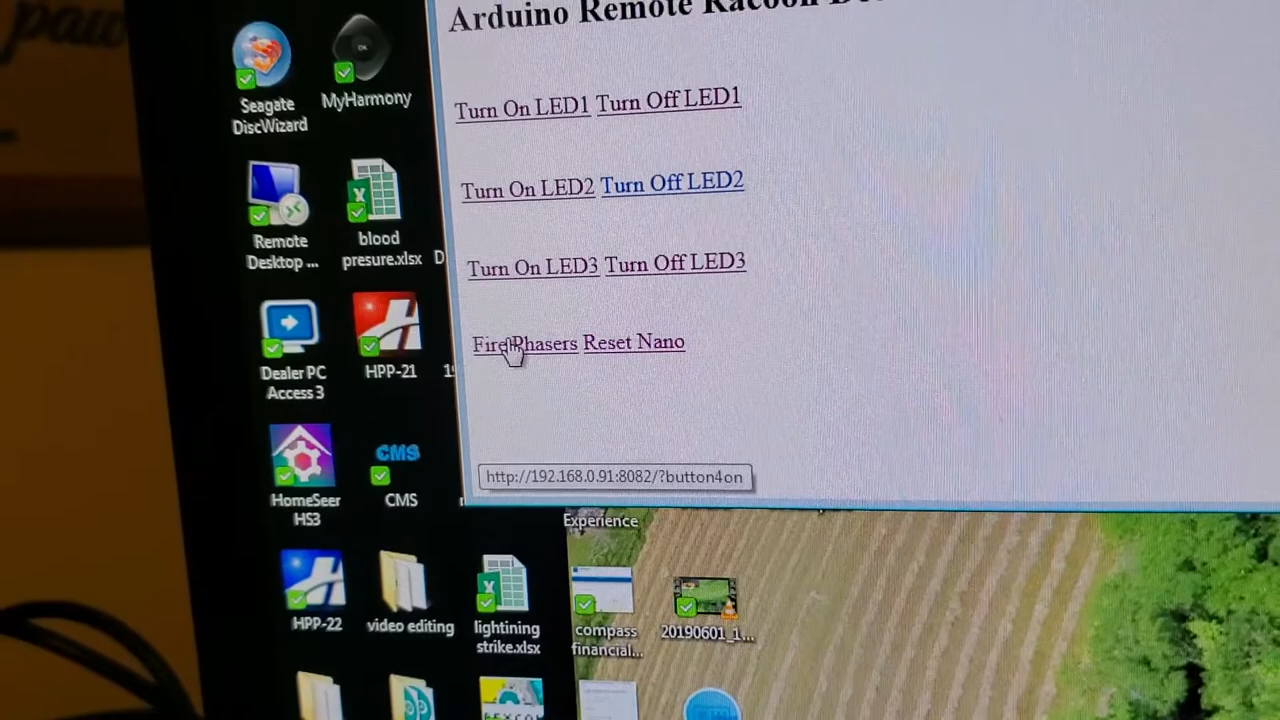 paw
Arduino Remote Racoon
Turn On LED1 Turn Off LED1
Turn On LED2 Turn Off LED2
Turn On LED3 Turn Off LED3
Fire Phasers Reset Nano
http://192.168.0.91:8082/?button4on
Seagate
DiscWizard
OK
MyHarmony
Remote
Desktop ...
blood
presure.xlsx
D
Dealer PC
Access 3
HPP-21
HomeSeer
HS3
CMS
CMS
Experience
HPP-22
video editing
lightining
strike.xlsx
compass
financial...
20190601_1...